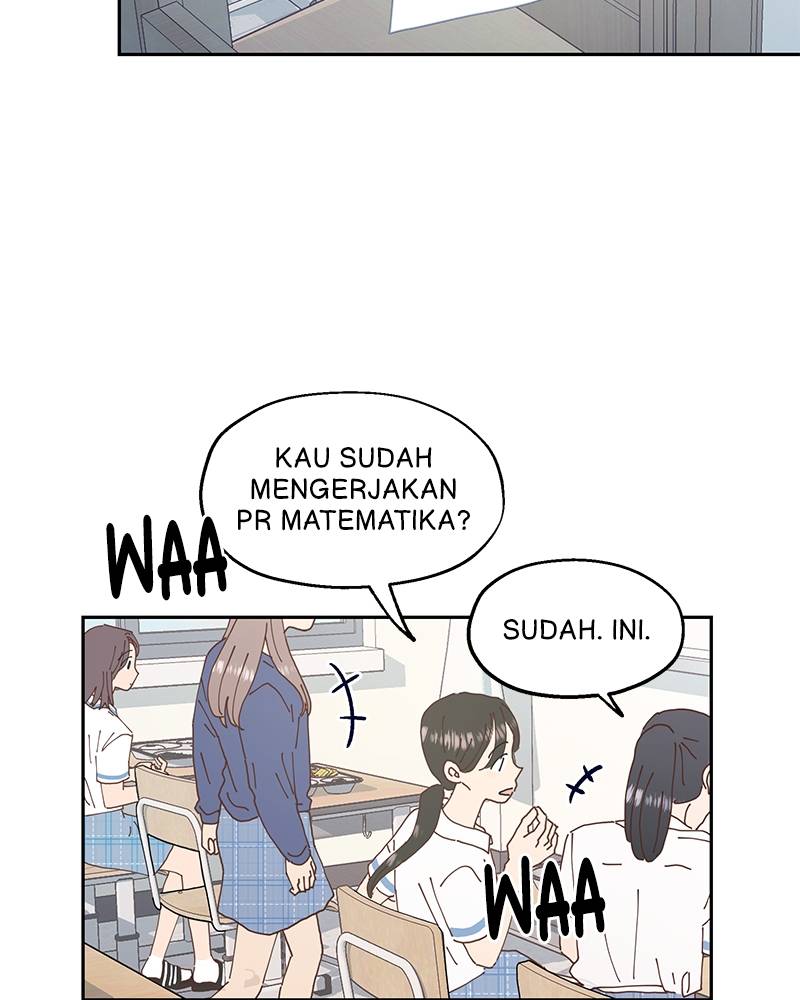 KAU SUDAH
MENGERJAKAN
PR MATEMATIKA?
WAA
SUDAH. INI.
WAA